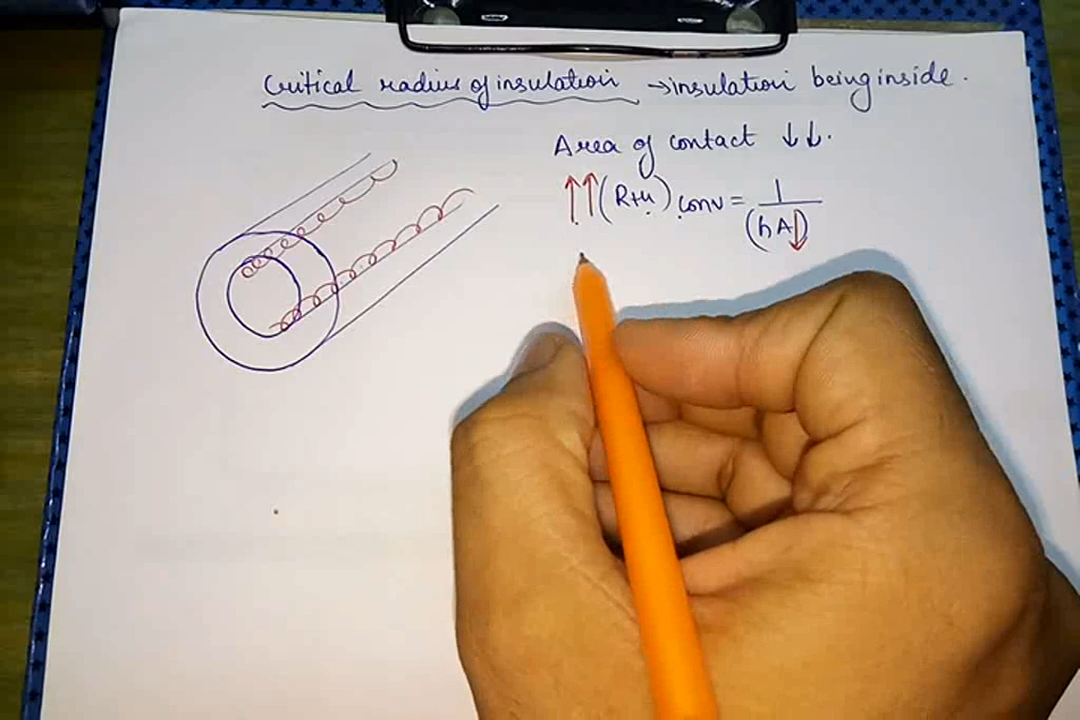 Critical radius of insulation → insulation being inside.
Area of contact ↓↓.
↑↑(Rth)conv = 1/(hA↓)